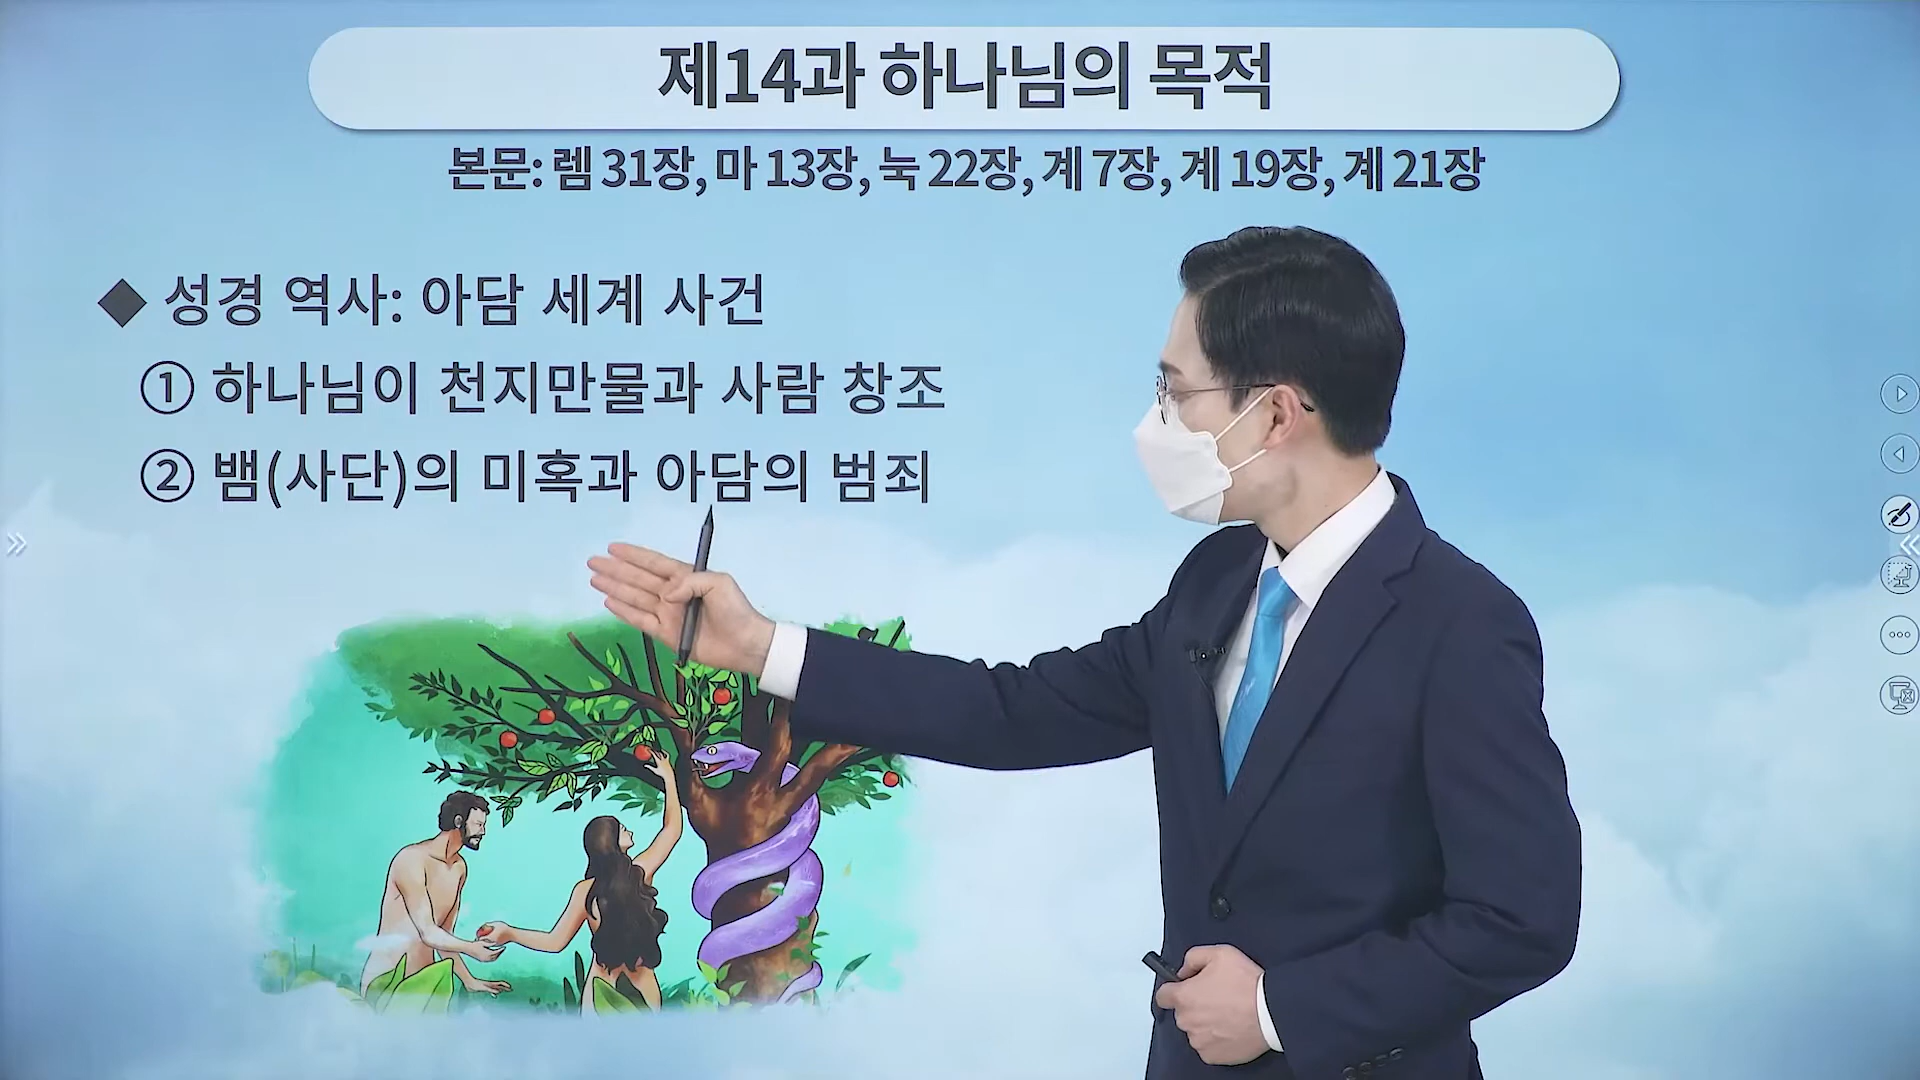 제14과 하나님의 목적
본문: 렘 31장, 마 13장, 눅 22장, 계 7장, 계 19장, 계 21장
◆ 성경 역사: 아담 세계 사건
① 하나님이 천지만물과 사람 창조
② 뱀(사단)의 미혹과 아담의 범죄